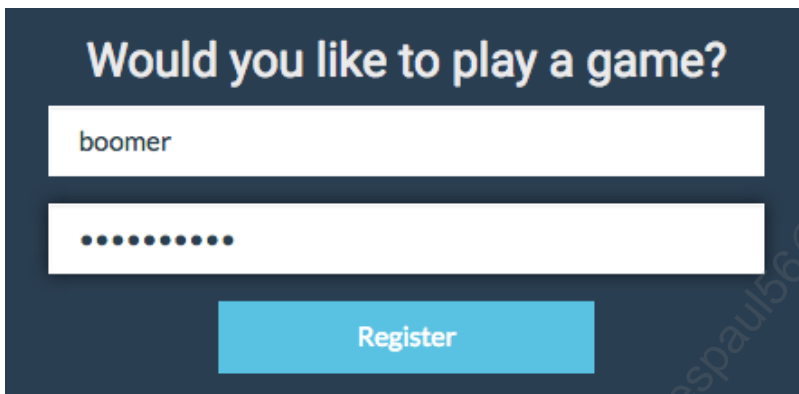 Would you like to play a game?
boomer
••••••••••
Register